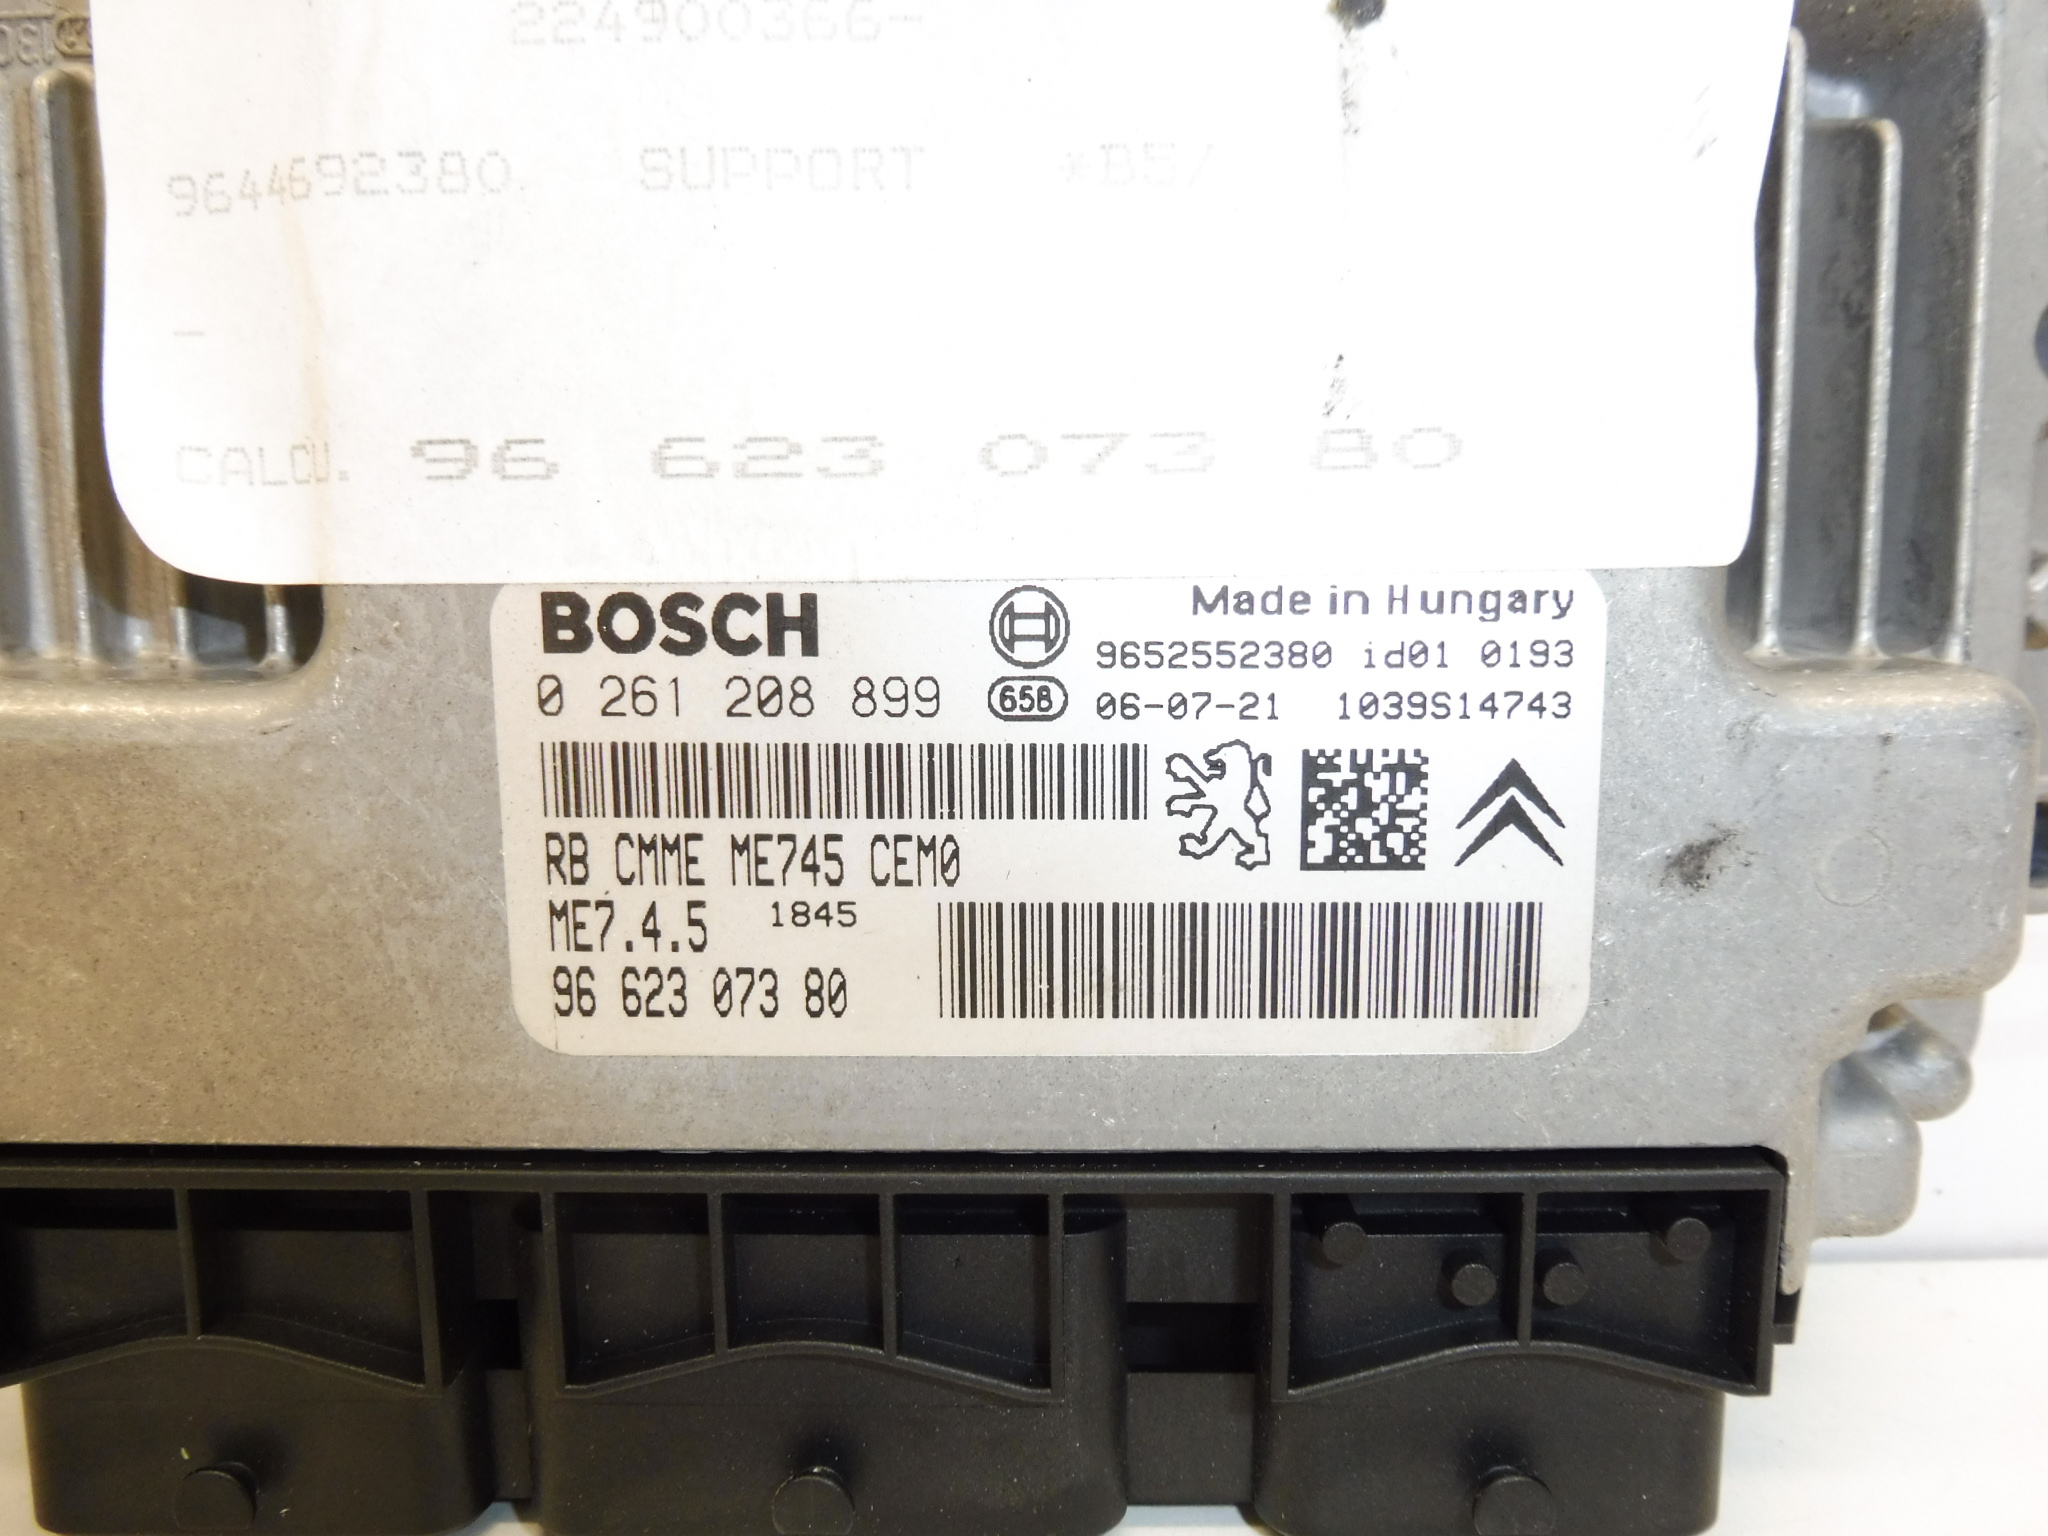 224900366-
9644692380 SUPPORT *B5/
-
CALCU. 96 623 073 80
BOSCH
Made in Hungary
9652552380 id01 0193
0 261 208 899
658
06-07-21 1039S14743
RB CMME ME745 CEM0
ME7.4.5 1845
96 623 073 80